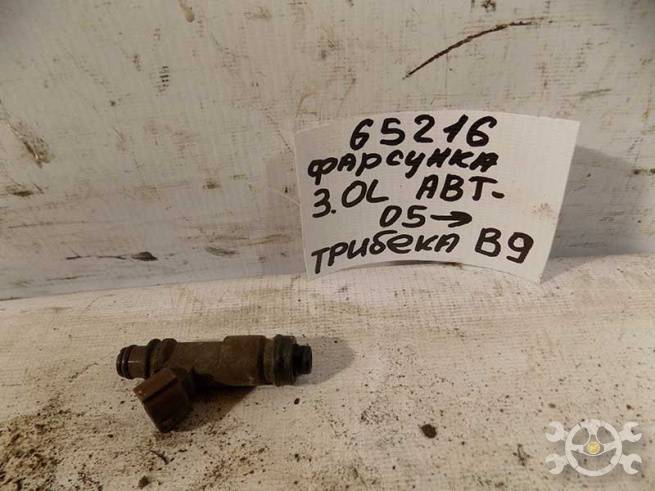 65216
ФАРСУНКА
3.0L АВТ-
05→
ТРИБЕКА В9